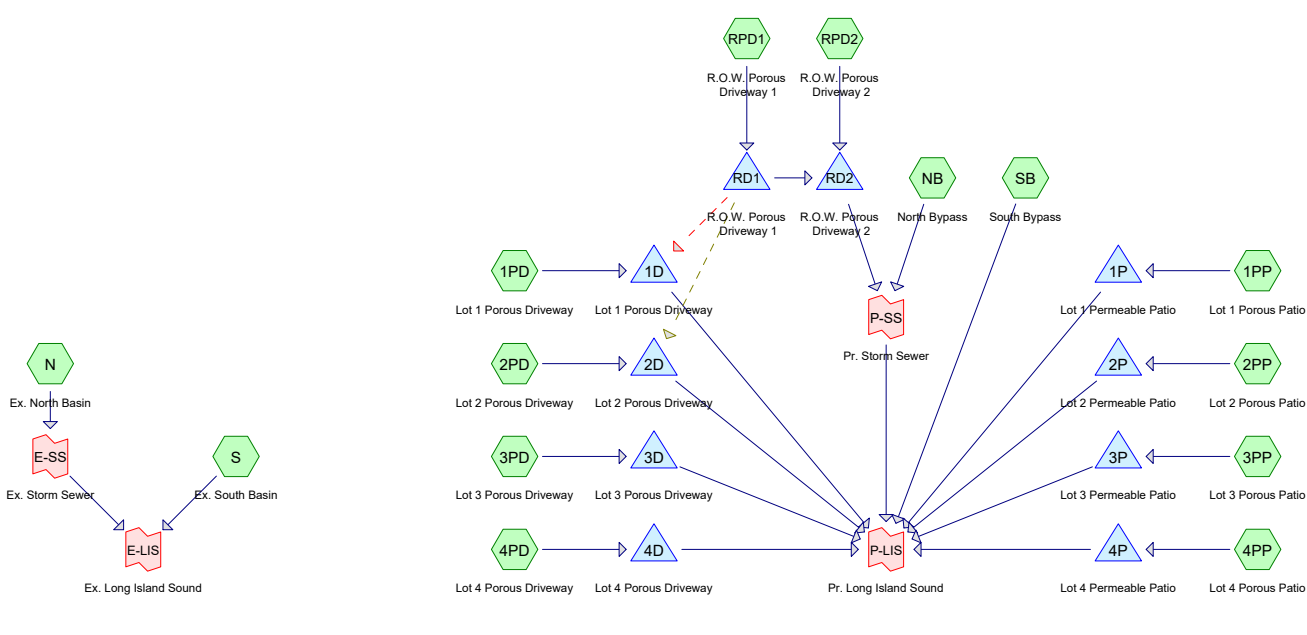 RPD1
RPD2
R.O.W. Porous
Driveway 1
R.O.W. Porous
Driveway 2
RD1
RD2
NB
SB
R.O.W. Porous
Driveway 1
R.O.W. Porous
Driveway 2
North Bypass
South Bypass
1PD
1D
1P
1PP
Lot 1 Porous Driveway
Lot 1 Porous Driveway
Lot 1 Permeable Patio
Lot 1 Porous Patio
P-SS
Pr. Storm Sewer
N
2PD
2D
2P
2PP
Ex. North Basin
Lot 2 Porous Driveway
Lot 2 Porous Driveway
Lot 2 Permeable Patio
Lot 2 Porous Patio
E-SS
S
3PD
3D
3P
3PP
Ex. Storm Sewer
Ex. South Basin
Lot 3 Porous Driveway
Lot 3 Porous Driveway
Lot 3 Permeable Patio
Lot 3 Porous Patio
E-LIS
4PD
4D
P-LIS
4P
4PP
Ex. Long Island Sound
Lot 4 Porous Driveway
Lot 4 Porous Driveway
Pr. Long Island Sound
Lot 4 Permeable Patio
Lot 4 Porous Patio